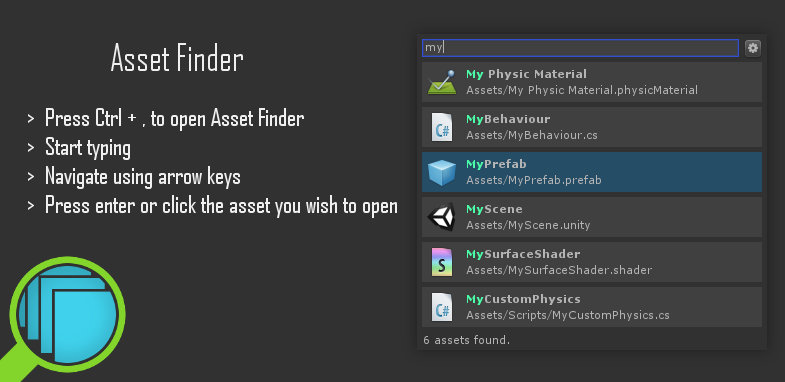 Asset Finder
> Press Ctrl + , to open Asset Finder
> Start typing
> Navigate using arrow keys
> Press enter or click the asset you wish to open
my
My Physic Material
Assets/My Physic Material.physicMaterial
C#
MyBehaviour
Assets/MyBehaviour.cs
MyPrefab
Assets/MyPrefab.prefab
MyScene
Assets/MyScene.unity
S
MySurfaceShader
Assets/MySurfaceShader.shader
C#
MyCustomPhysics
Assets/Scripts/MyCustomPhysics.cs
6 assets found.